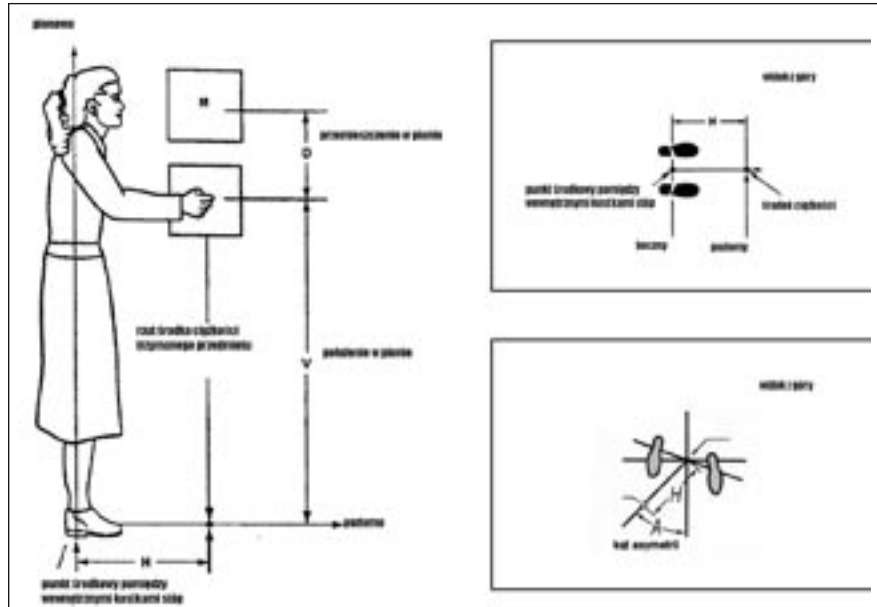 pionowo
M
przemieszczenie w pionie
D
rzut środka ciężkości
trzymanego przedmiotu
V
położenie w pionie
poziomo
H
punkt środkowy pomiędzy
wewnętrznymi kostkami stóp
widok z góry
H
punkt środkowy pomiędzy
wewnętrznymi kostkami stóp
środek ciężkości
boczny
poziomy
widok z góry
H
A
kąt asymetrii